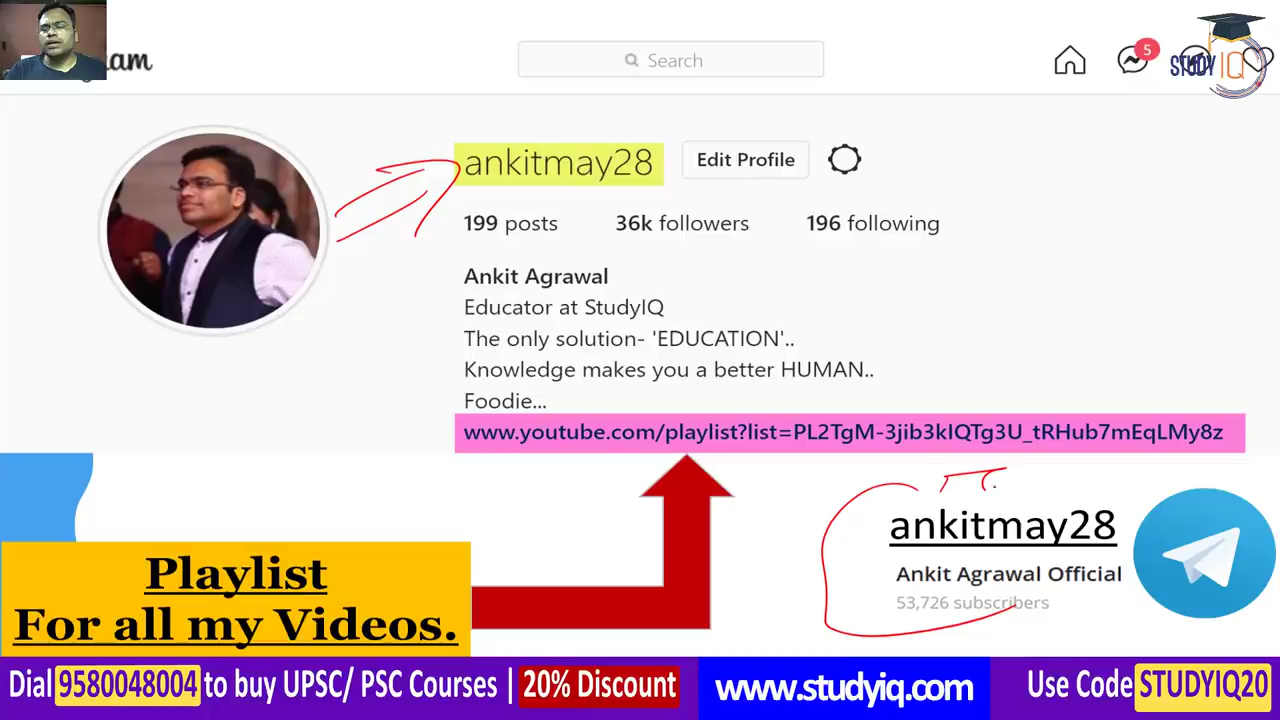 am
Search
5
STUDY IQ
ankitmay28
Edit Profile
199 posts 36k followers 196 following
Ankit Agrawal
Educator at StudyIQ
The only solution- 'EDUCATION'..
Knowledge makes you a better HUMAN..
Foodie...
www.youtube.com/playlist?list=PL2TgM-3jib3kIQTg3U_tRHub7mEqLMy8z
ankitmay28
Ankit Agrawal Official
53,726 subscribers
Playlist
For all my Videos.
Dial 9580048004 to buy UPSC/ PSC Courses | 20% Discount
www.studyiq.com
Use Code STUDYIQ20